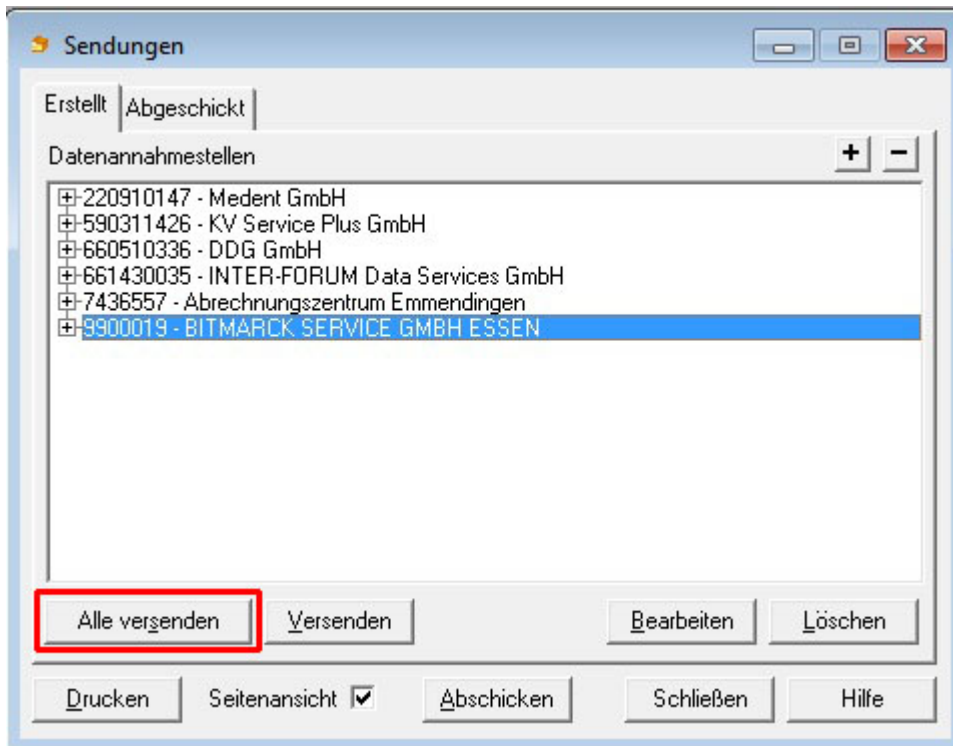 Sendungen
Erstellt Abgeschickt
Datenannahmestellen
220910147 - Medent GmbH
590311426 - KV Service Plus GmbH
660510336 - DDG GmbH
661430035 - INTER-FORUM Data Services GmbH
7436557 - Abrechnungszentrum Emmendingen
9900019 - BITMARCK SERVICE GMBH ESSEN
Alle versenden Versenden Bearbeiten Löschen
Drucken Seitenansicht Abschicken Schließen Hilfe